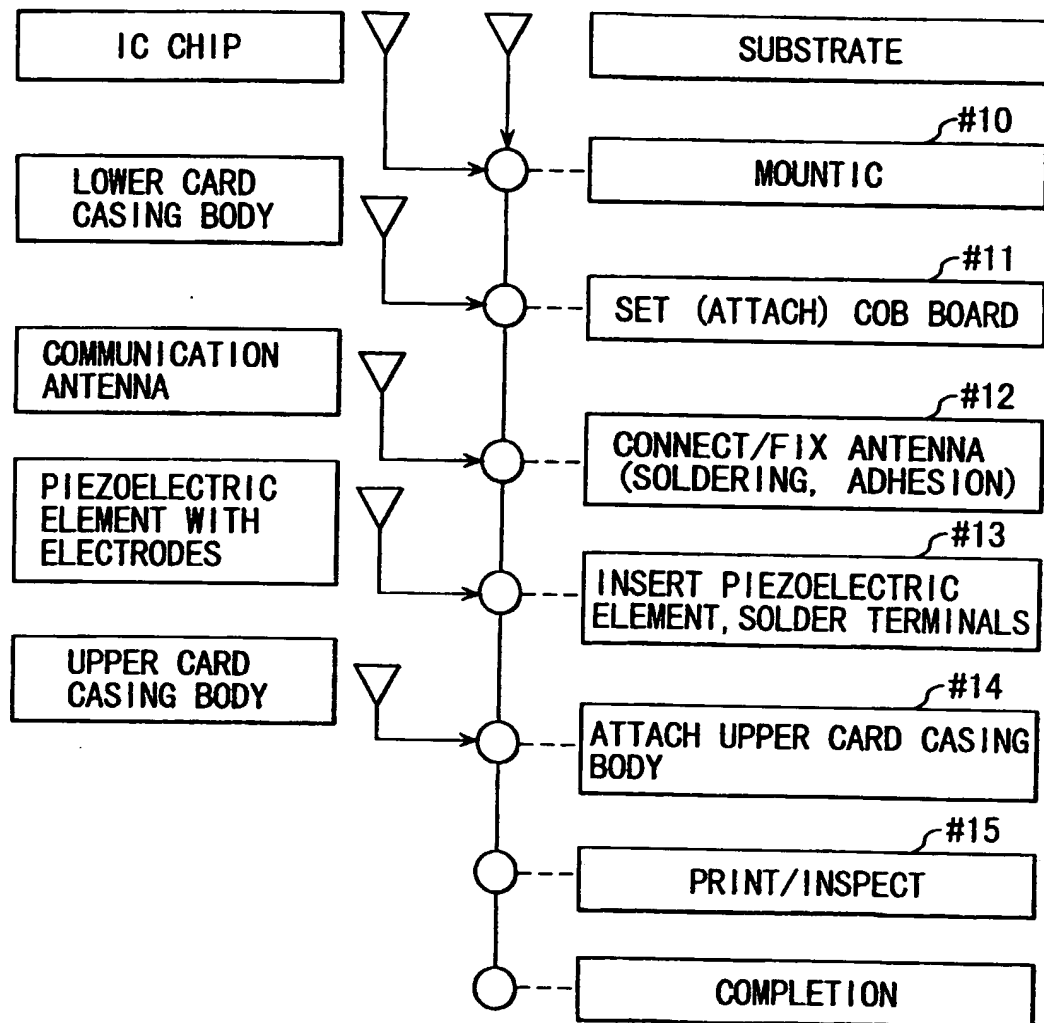 IC CHIP
SUBSTRATE
#10
MOUNTIC
LOWER CARD
CASING BODY
#11
SET (ATTACH) COB BOARD
COMMUNICATION
ANTENNA
#12
CONNECT/FIX ANTENNA
(SOLDERING, ADHESION)
PIEZOELECTRIC
ELEMENT WITH
ELECTRODES
#13
INSERT PIEZOELECTRIC
ELEMENT, SOLDER TERMINALS
UPPER CARD
CASING BODY
#14
ATTACH UPPER CARD CASING
BODY
#15
PRINT/INSPECT
COMPLETION